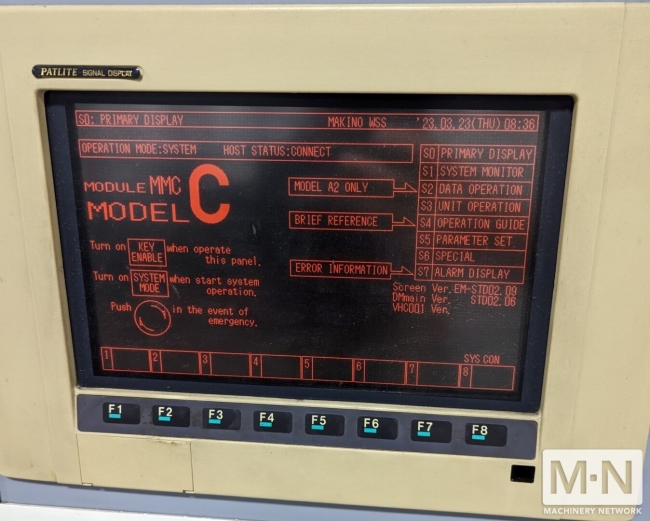 PATLITE SIGNAL DISPLAY
S0: PRIMARY DISPLAY MAKINO WSS '23.03.23(THU) 08:36
OPERATION MODE:SYSTEM HOST STATUS:CONNECT
MODULE MMC
MODEL C
MODEL A2 ONLY
BRIEF REFERENCE
ERROR INFORMATION
S0 PRIMARY DISPLAY
S1 SYSTEM MONITOR
S2 DATA OPERATION
S3 UNIT OPERATION
S4 OPERATION GUIDE
S5 PARAMETER SET
S6 SPECIAL
S7 ALARM DISPLAY
Turn on KEY ENABLE when operate this panel.
Turn on SYSTEM MODE when start system operation.
Push in the event of emergency.
Screen Ver.EM-STD02.09
DMmain Ver. STD02.06
VHC001 Ver.
SYS CON
1 2 3 4 5 6 7 8
F1 F2 F3 F4 F5 F6 F7 F8
M·N
MACHINERY NETWORK